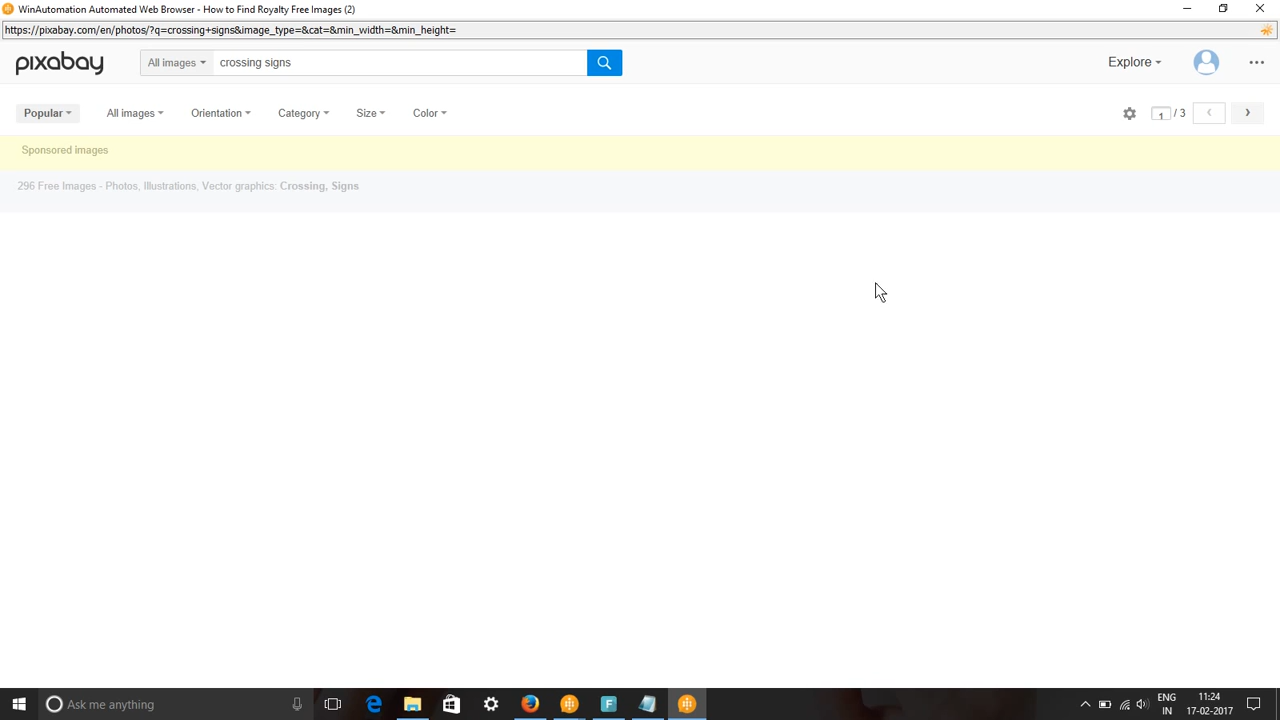 WinAutomation Automated Web Browser - How to Find Royalty Free Images (2)
https://pixabay.com/en/photos/?q=crossing+signs&image_type=&cat=&min_width=&min_height=
pixabay All images crossing signs Explore
Popular All images Orientation Category Size Color 1 / 3
Sponsored images
296 Free Images - Photos, Illustrations, Vector graphics: Crossing, Signs
Ask me anything F ENG 11:24
IN 17-02-2017